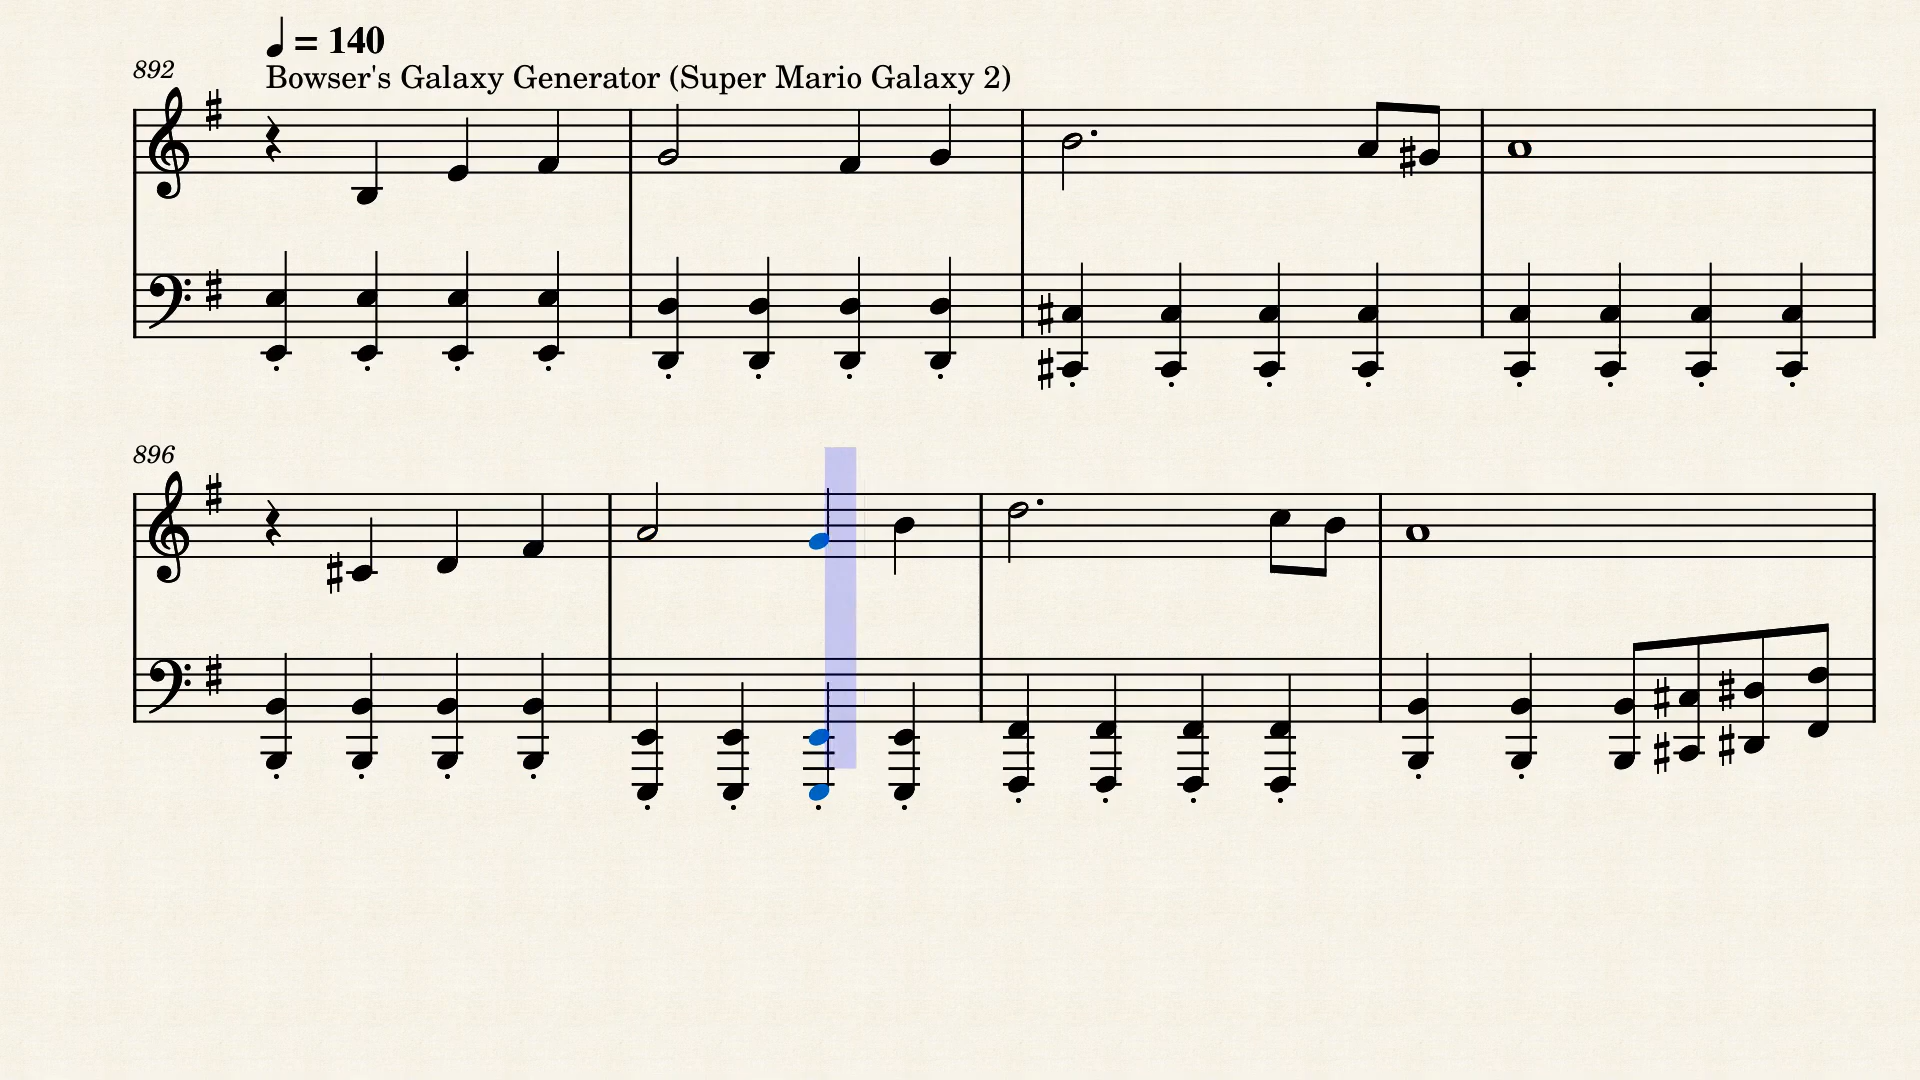 ♩ = 140
892
Bowser's Galaxy Generator (Super Mario Galaxy 2)
896